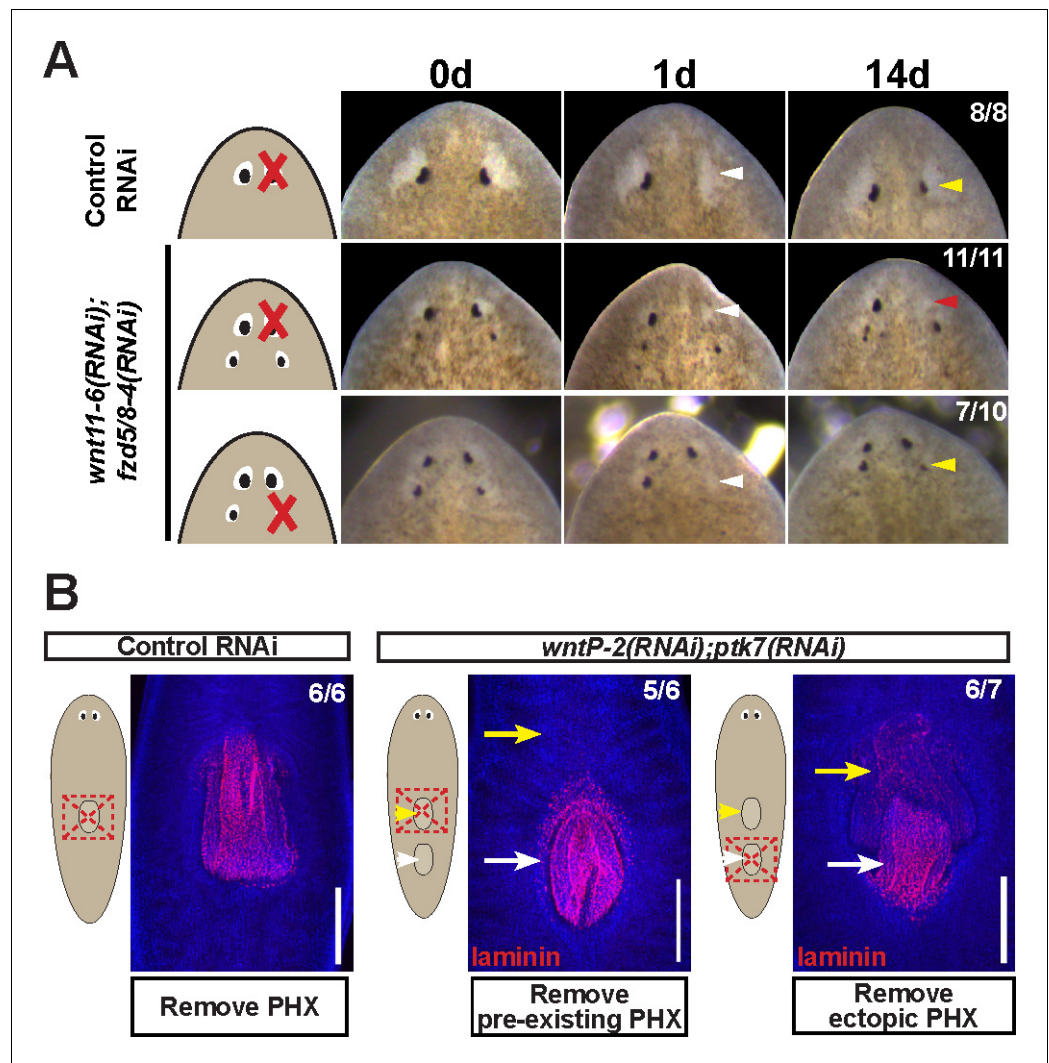 A
0d 1d 14d
Control
RNAi
8/8
wnt11-6(RNAi);
fzd5/8-4(RNAi)
11/11
7/10
B
Control RNAi
wntP-2(RNAi);ptk7(RNAi)
6/6
5/6
6/7
laminin
laminin
Remove PHX
Remove
pre-existing PHX
Remove
ectopic PHX